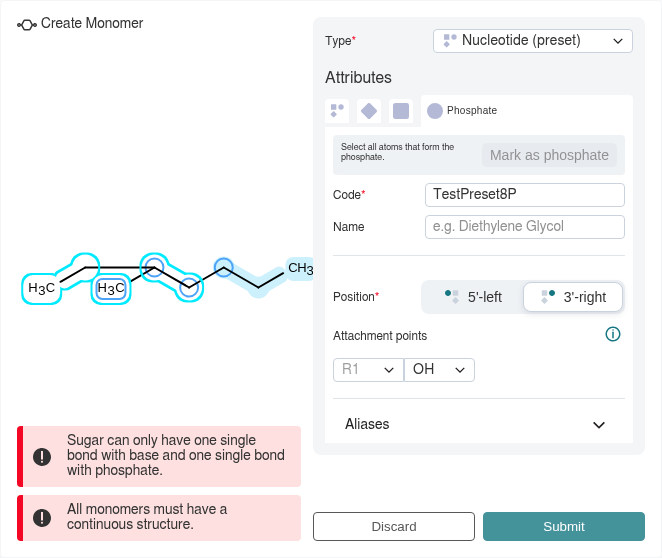 Create Monomer
Type*
Nucleotide (preset)
Attributes
Phosphate
Select all atoms that form the
phosphate.
Mark as phosphate
Code*
TestPreset8P
Name
e.g. Diethylene Glycol
Position*
5'-left
3'-right
Attachment points
R1
OH
Aliases
H3C
H3C
CH3
Sugar can only have one single
bond with base and one single bond
with phosphate.
All monomers must have a
continuous structure.
Discard
Submit